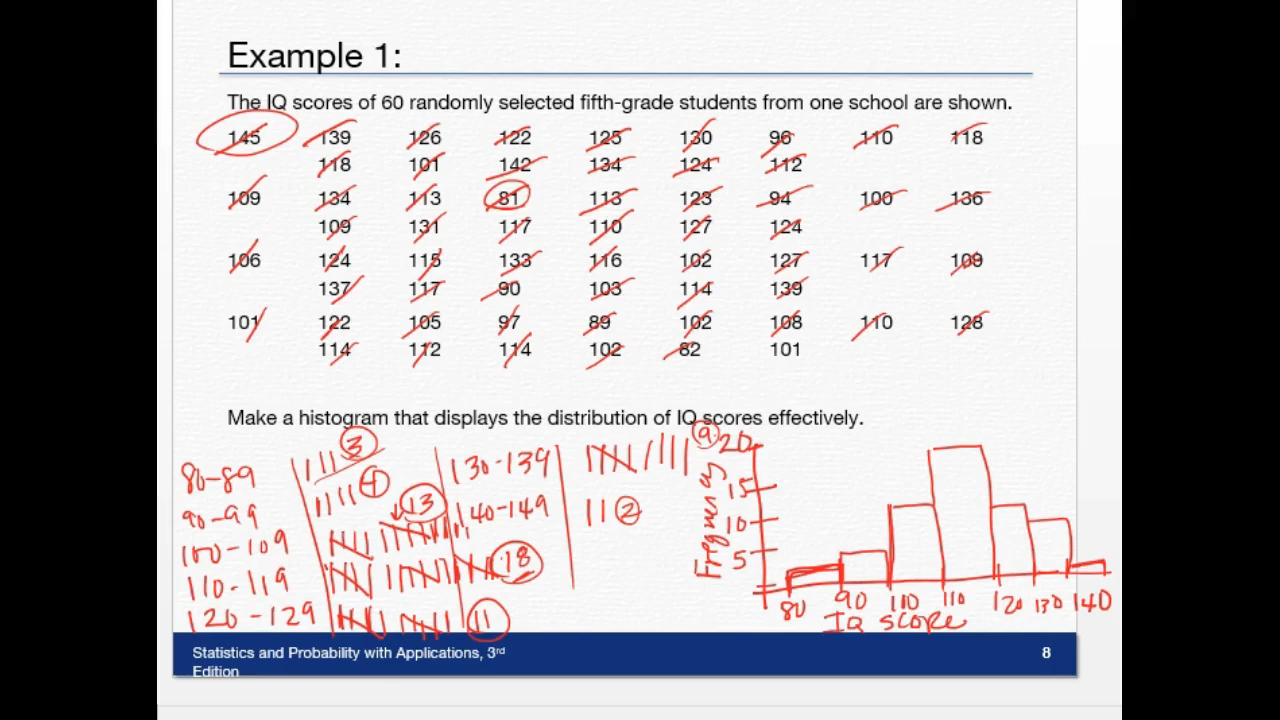 Example 1:
The IQ scores of 60 randomly selected fifth-grade students from one school are shown.
145 139 126 122 125 130 96 110 118
118 101 142 134 124 112
109 134 113 81 113 123 94 100 136
109 131 117 110 127 124
106 124 115 133 116 102 127 117 109
137 117 90 103 114 139
101 122 105 97 89 102 108 110 128
114 112 114 102 82 101
Make a histogram that displays the distribution of IQ scores effectively.
80-89 3
90-99 4
100-109 13
110-119 18
120-129 11
130-139 9
140-149 2
Frequency
20
15
10
5
80 90 100 110 120 130 140
IQ score
Statistics and Probability with Applications, 3rd
Edition
8